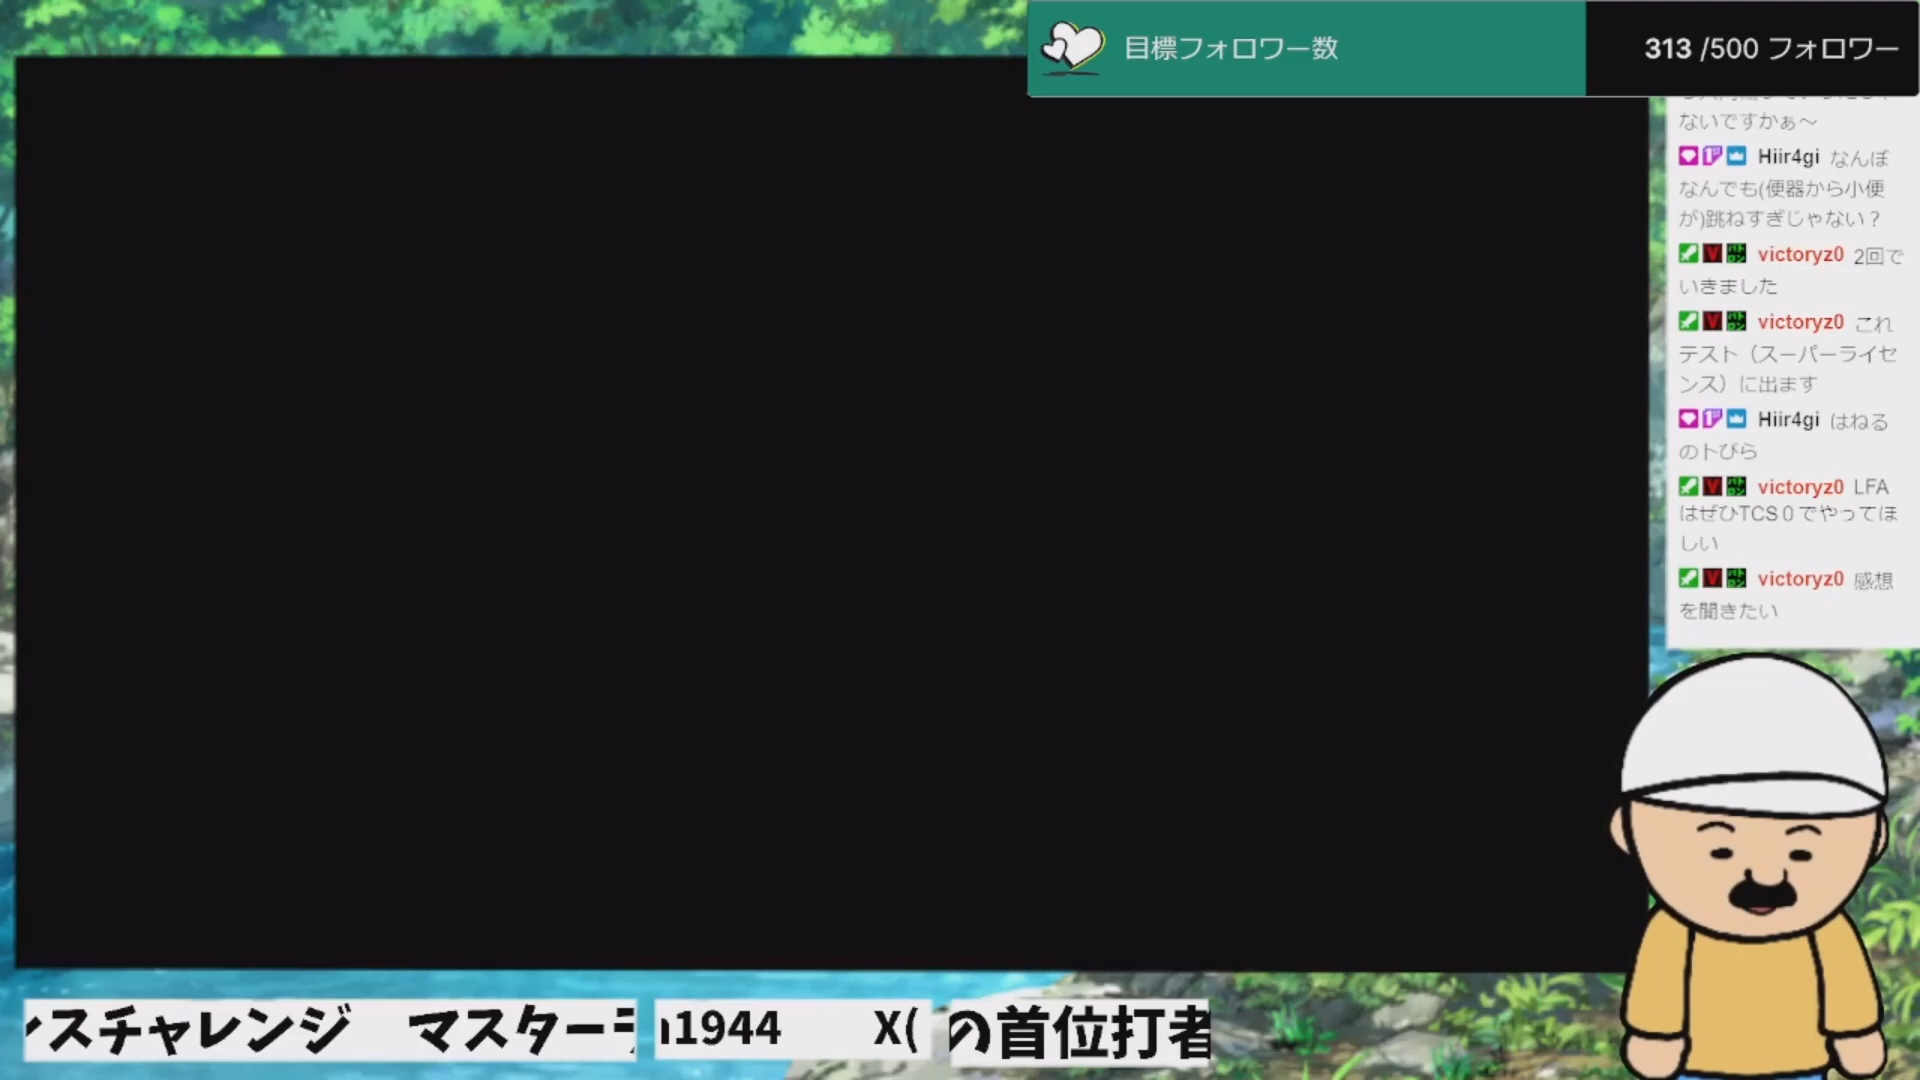 目標フォロワー数
313 /500 フォロワー
ないですかぁ〜
Hiir4gi なんぼ
なんでも(便器から小便
が)跳ねすぎじゃない？
victoryz0 2回で
いきました
victoryz0 これ
テスト（スーパーライセ
ンス）に出ます
Hiir4gi はねる
のトびら
victoryz0 LFA
はぜひTCS０でやってほ
しい
victoryz0 感想
を聞きたい
スチャレンジ　マスター
1944　X(
の首位打者